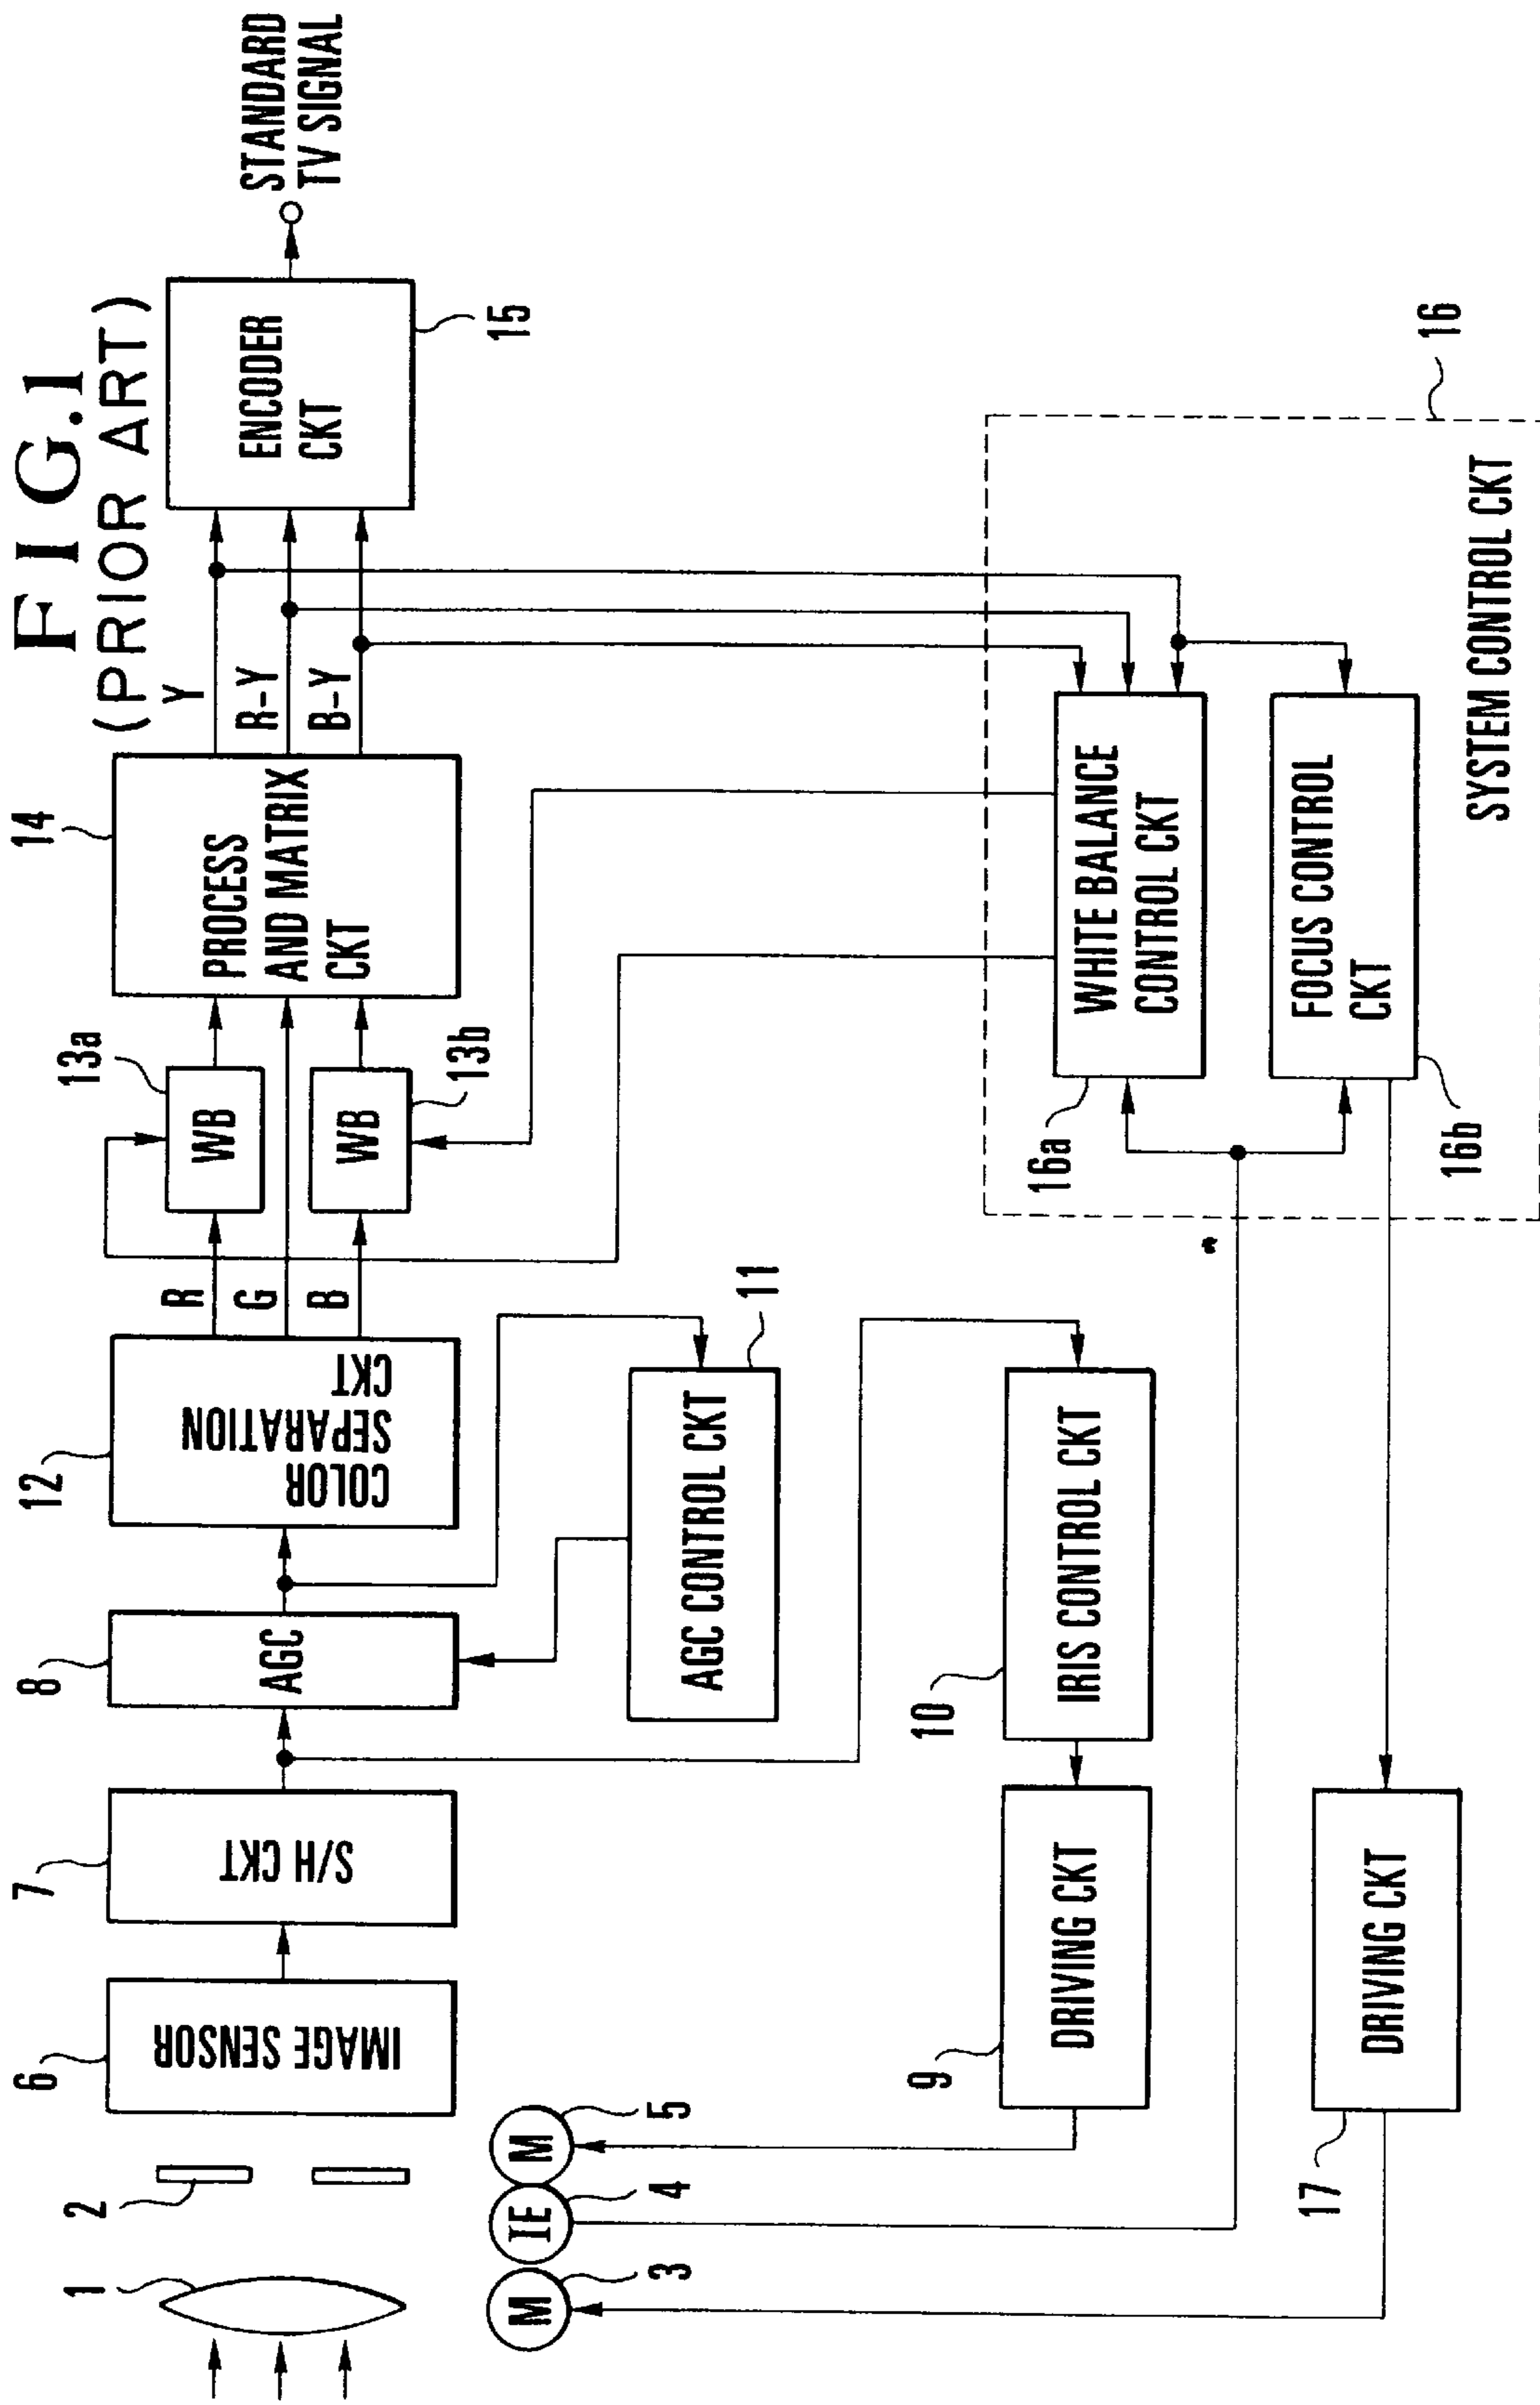 FIG.1
(PRIOR ART)
1
2
6
IMAGE SENSOR
7
S/H CKT
8
AGC
12
COLOR
SEPARATION
CKT
R
G
B
13a
WB
WB
13b
14
PROCESS
AND MATRIX
CKT
Y
R-Y
B-Y
ENCODER
CKT
15
STANDARD
TV SIGNAL
M
3
IE
4
M
5
AGC CONTROL CKT
11
9
DRIVING CKT
10
IRIS CONTROL CKT
16
16a
WHITE BALANCE
CONTROL CKT
FOCUS CONTROL
CKT
16b
SYSTEM CONTROL CKT
17
DRIVING CKT